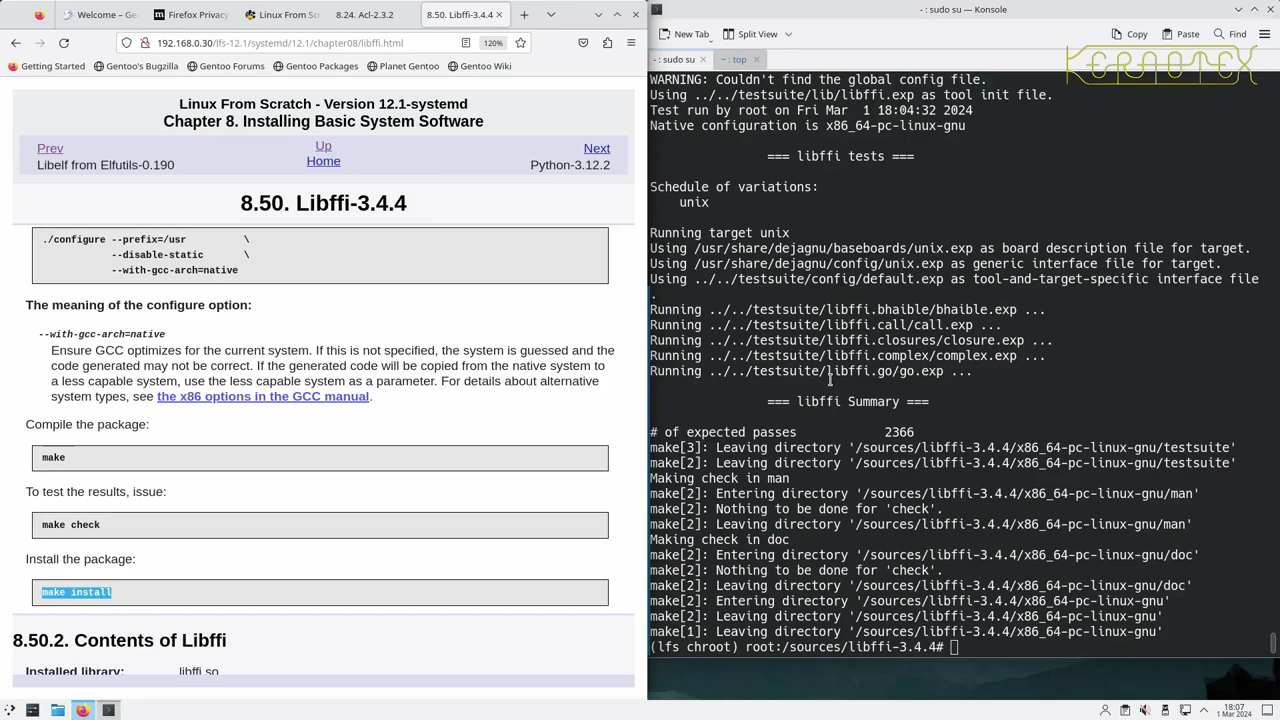 Welcome – Ge
Firefox Privacy
Linux From Scr
8.24. Acl-2.3.2
8.50. Libffi-3.4.4
192.168.0.30/lfs-12.1/systemd/12.1/chapter08/libffi.html
120%
Getting Started
Gentoo's Bugzilla
Gentoo Forums
Gentoo Packages
Planet Gentoo
Gentoo Wiki
Linux From Scratch - Version 12.1-systemd
Chapter 8. Installing Basic System Software
Prev
Up
Next
Libelf from Elfutils-0.190
Home
Python-3.12.2
8.50. Libffi-3.4.4
./configure --prefix=/usr \
--disable-static \
--with-gcc-arch=native
The meaning of the configure option:
--with-gcc-arch=native
Ensure GCC optimizes for the current system. If this is not specified, the system is guessed and the
code generated may not be correct. If the generated code will be copied from the native system to
a less capable system, use the less capable system as a parameter. For details about alternative
system types, see the x86 options in the GCC manual.
Compile the package:
make
To test the results, issue:
make check
Install the package:
make install
8.50.2. Contents of Libffi
Installed library: libffi.so
- : sudo su — Konsole
New Tab
Split View
Copy
Paste
Find
- : sudo su
~ : top
KERNOTEX
WARNING: Couldn't find the global config file.
Using ../../testsuite/lib/libffi.exp as tool init file.
Test run by root on Fri Mar  1 18:04:32 2024
Native configuration is x86_64-pc-linux-gnu
=== libffi tests ===
Schedule of variations:
unix
Running target unix
Using /usr/share/dejagnu/baseboards/unix.exp as board description file for target.
Using /usr/share/dejagnu/config/unix.exp as generic interface file for target.
Using ../../testsuite/config/default.exp as tool-and-target-specific interface file
.
Running ../../testsuite/libffi.bhaible/bhaible.exp ...
Running ../../testsuite/libffi.call/call.exp ...
Running ../../testsuite/libffi.closures/closure.exp ...
Running ../../testsuite/libffi.complex/complex.exp ...
Running ../../testsuite/libffi.go/go.exp ...
=== libffi Summary ===
# of expected passes 2366
make[3]: Leaving directory '/sources/libffi-3.4.4/x86_64-pc-linux-gnu/testsuite'
make[2]: Leaving directory '/sources/libffi-3.4.4/x86_64-pc-linux-gnu/testsuite'
Making check in man
make[2]: Entering directory '/sources/libffi-3.4.4/x86_64-pc-linux-gnu/man'
make[2]: Nothing to be done for 'check'.
make[2]: Leaving directory '/sources/libffi-3.4.4/x86_64-pc-linux-gnu/man'
Making check in doc
make[2]: Entering directory '/sources/libffi-3.4.4/x86_64-pc-linux-gnu/doc'
make[2]: Nothing to be done for 'check'.
make[2]: Leaving directory '/sources/libffi-3.4.4/x86_64-pc-linux-gnu/doc'
make[2]: Entering directory '/sources/libffi-3.4.4/x86_64-pc-linux-gnu'
make[2]: Leaving directory '/sources/libffi-3.4.4/x86_64-pc-linux-gnu'
make[1]: Leaving directory '/sources/libffi-3.4.4/x86_64-pc-linux-gnu'
(lfs chroot) root:/sources/libffi-3.4.4#
18:07
1 Mar 2024